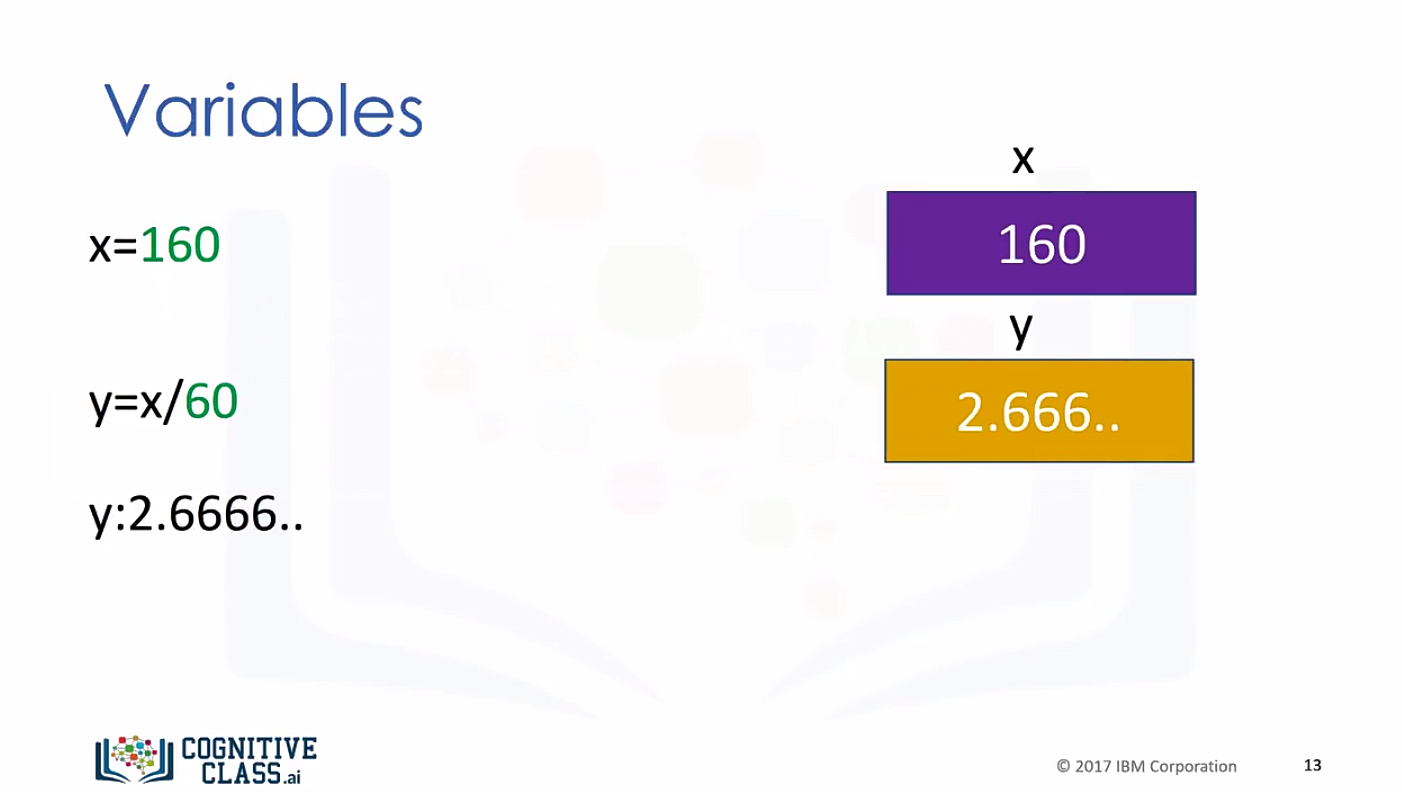 Variables
x=160
y=x/60
y:2.6666..
x
160
y
2.666..
COGNITIVE
CLASS.ai
© 2017 IBM Corporation
13